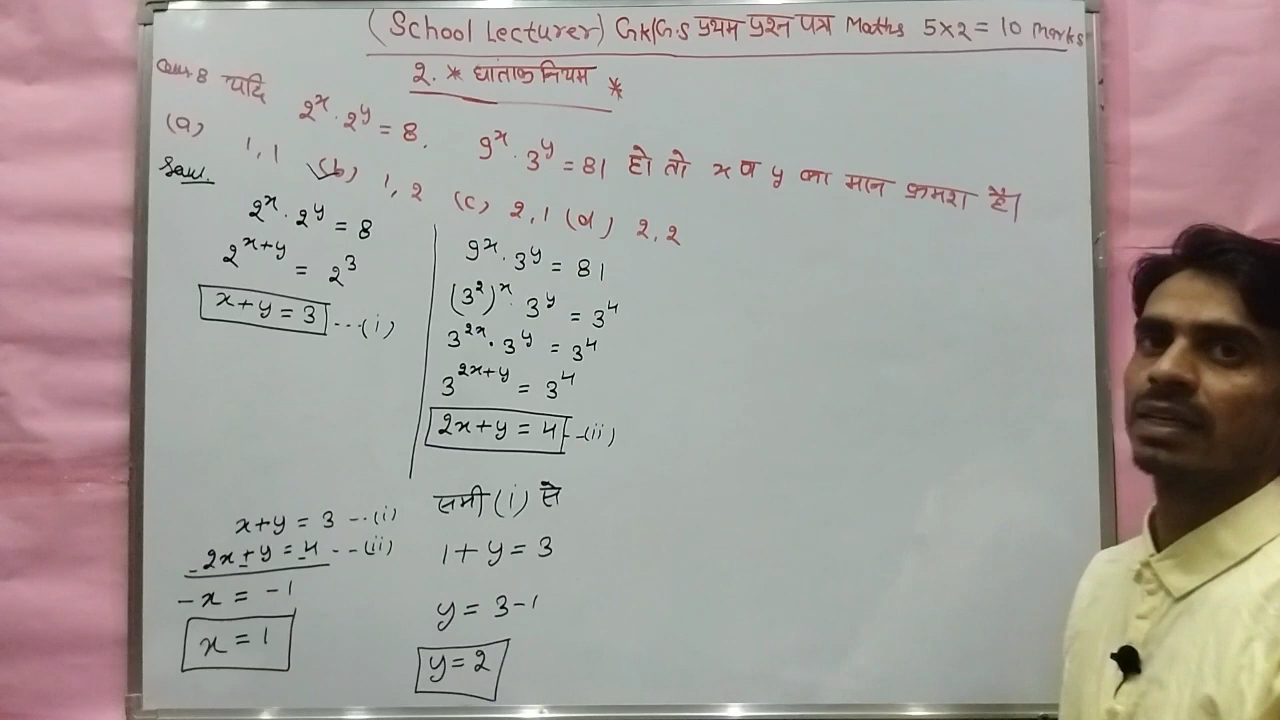 (School Lecturer) GK/G.S प्रथम प्रश्न पत्र Maths 5×2 = 10 Marks
2. * घांताक नियम *
Ques. 8 यदि 2^x · 2^y = 8, 9^x · 3^y = 81 हो तो x व y का मान क्रमश है।
(a) 1, 1 (b) 1, 2 (c) 2, 1 (d) 2, 2
2^x · 2^y = 8
2^(x+y) = 2^3
x+y = 3 ---(i)
9^x · 3^y = 81
(3^2)^x · 3^y = 3^4
3^(2x) · 3^y = 3^4
3^(2x+y) = 3^4
2x+y = 4 -(ii)
x+y = 3 --(i)
2x+y = 4 --(ii)
-x = -1
x = 1
समी (i) से
1 + y = 3
y = 3-1
y = 2